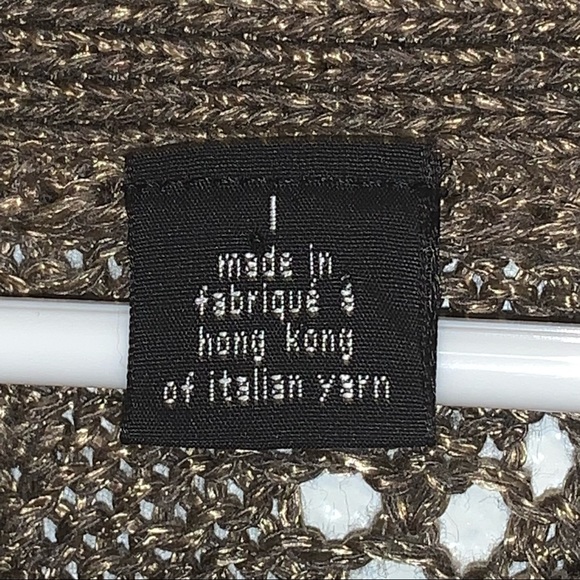 l
made in
fabriqué à
hong kong
of italian yarn